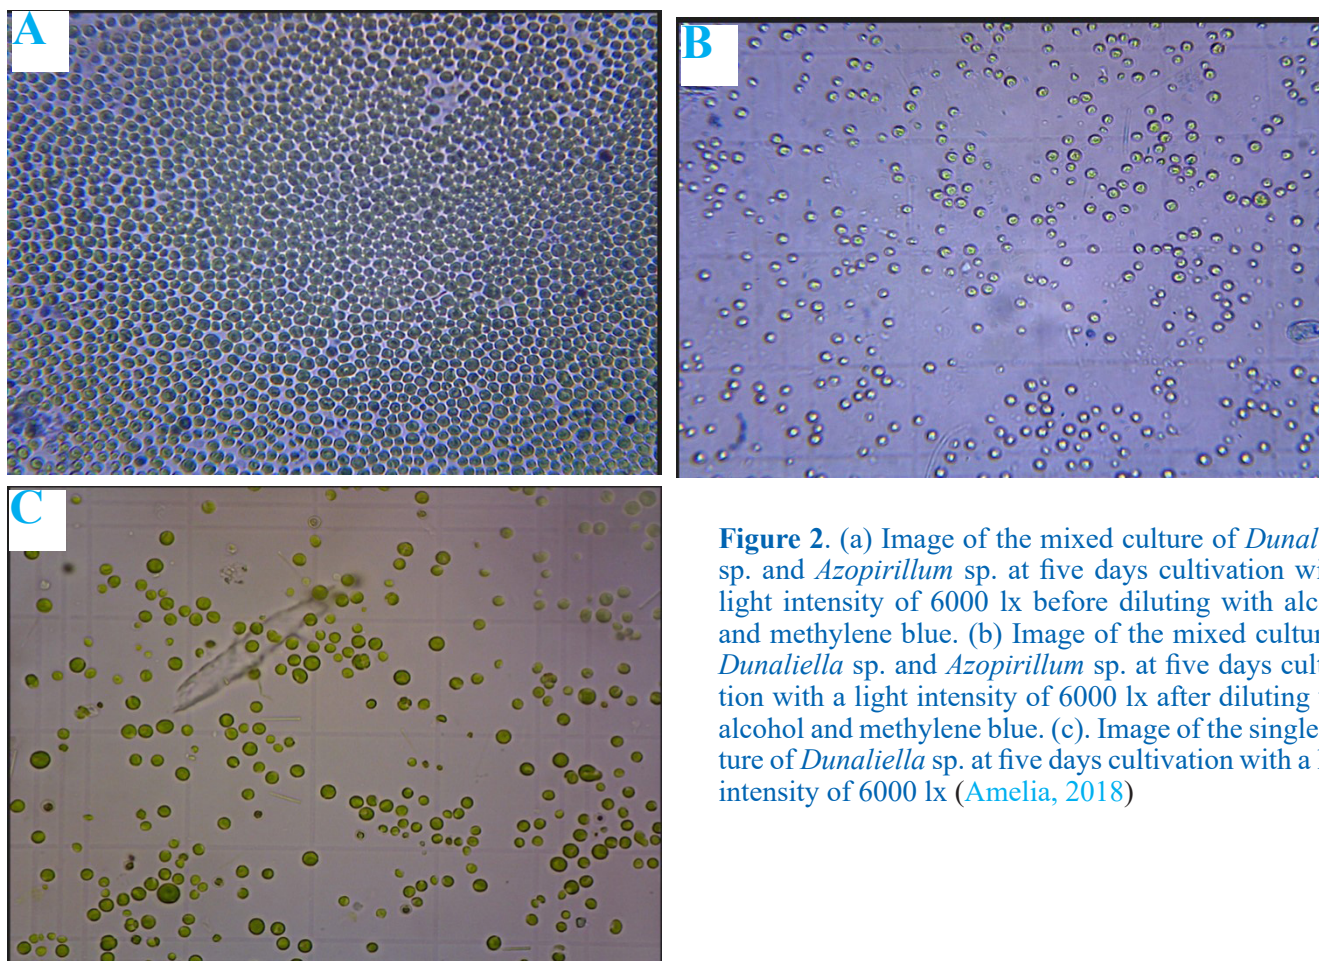 A
B
C
Figure 2. (a) Image of the mixed culture of
sp. and Azopirillum sp. at five days cultivation
light intensity of 6000 lx before diluting with
and methylene blue. (b) Image of the mixed
Dunaliella sp. and Azopirillum sp. at five days
tion with a light intensity of 6000 lx after diluting
alcohol and methylene blue. (c). Image of the single
ture of Dunaliella sp. at five days cultivation with a
intensity of 6000 lx (Amelia, 2018)